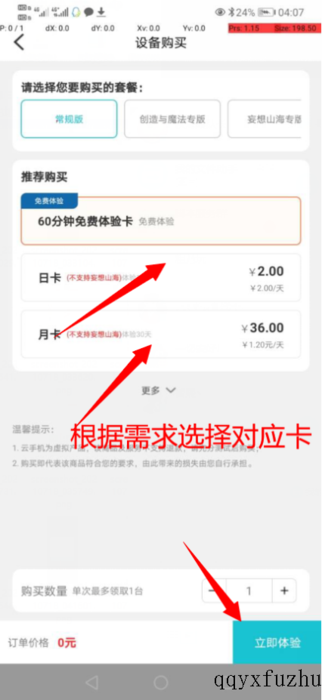 24% 04:07
P: 0 / 1 dX: 0.0 dY: 0.0 Xv: 0.0 Yv: 0.0 Prs: 1.15 Size: 198.50
设备购买
请选择您要购买的套餐:
常规版 创造与魔法专版 妄想山海专版
推荐购买
免费体验
60分钟免费体验卡 免费体验
日卡 (不支持妄想山海) ¥2.00
¥2.00/天
月卡 (不支持妄想山海) 体验30天 ¥36.00
¥1.20元/天
更多
根据需求选择对应卡
温馨提示:
1. 云手机为虚拟产品
2. 购买即代表该商品符合您的要求,由此带来的损失由您自行承担。
购买数量 单次最多领取1台 − 1 +
订单价格 0元 立即体验
qqyxfuzhu